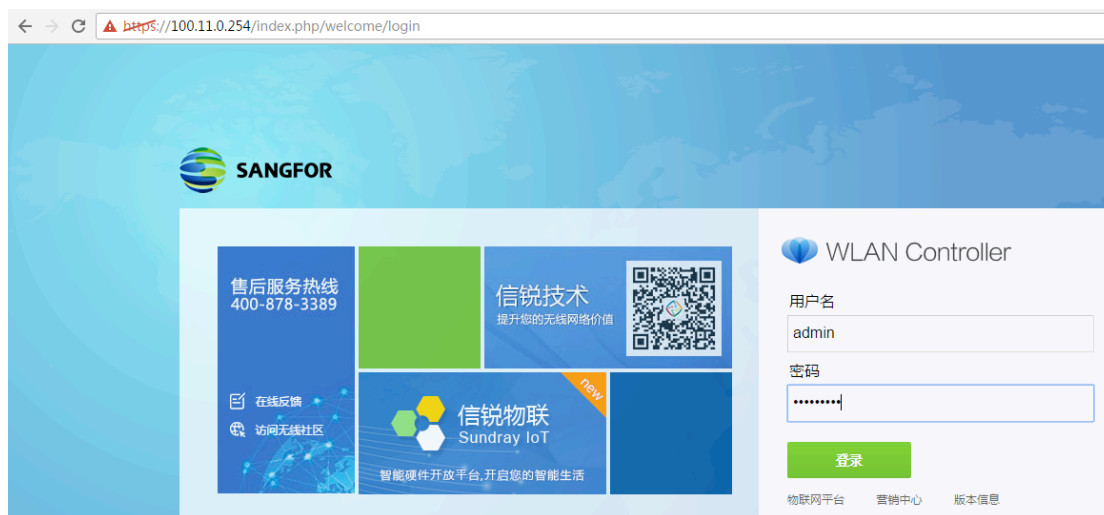 https://100.11.0.254/index.php/welcome/login
SANGFOR
售后服务热线
400-878-3389
在线反馈
访问无线社区
信锐技术
提升您的无线网络价值
new
信锐物联
Sundray IoT
智能硬件开放平台,开启您的智能生活
WLAN Controller
用户名
admin
密码
•••••••••
登录
物联网平台 营销中心 版本信息